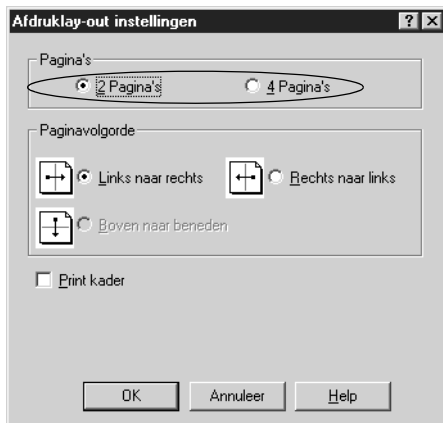 Afdruklay-out instellingen
Pagina's
2 Pagina's 4 Pagina's
Paginavolgorde
Links naar rechts Rechts naar links
Boven naar beneden
Print kader
OK Annuleer Help